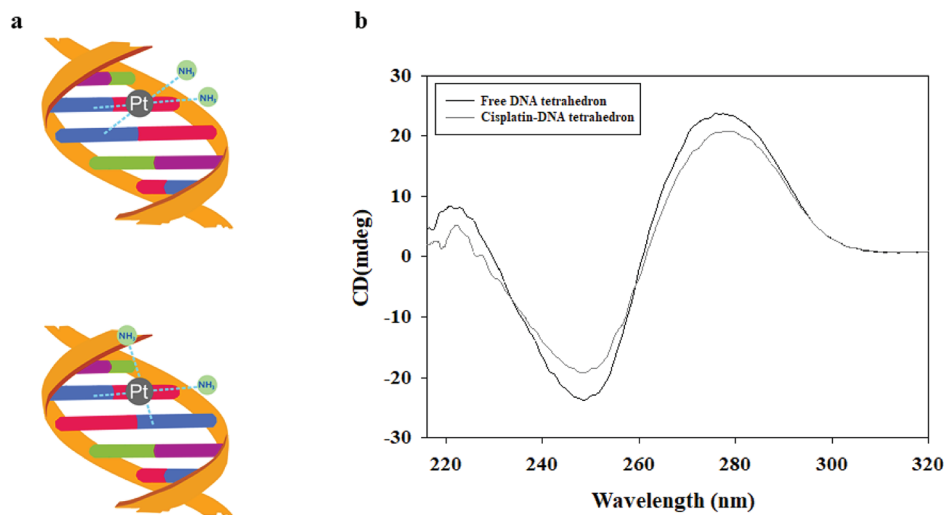 a
NH3
Pt
NH3
NH3
Pt
NH3
b
30
20
10
0
-10
-20
-30
CD(mdeg)
Free DNA tetrahedron
Cisplatin-DNA tetrahedron
220
240
260
280
300
320
Wavelength (nm)